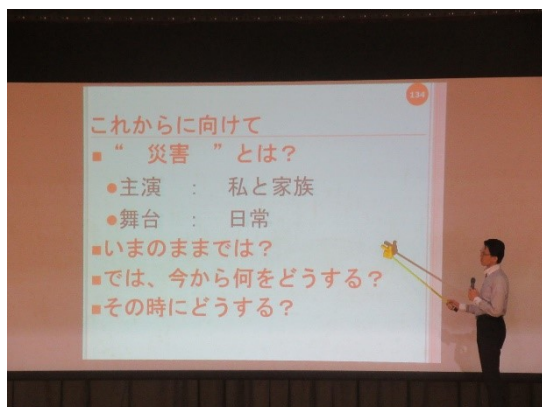 134
これからに向けて
■“　災害　”とは？
●主演　：　私と家族
●舞台　：　日常
■いまのままでは？
■では、今から何をどうする？
■その時にどうする？